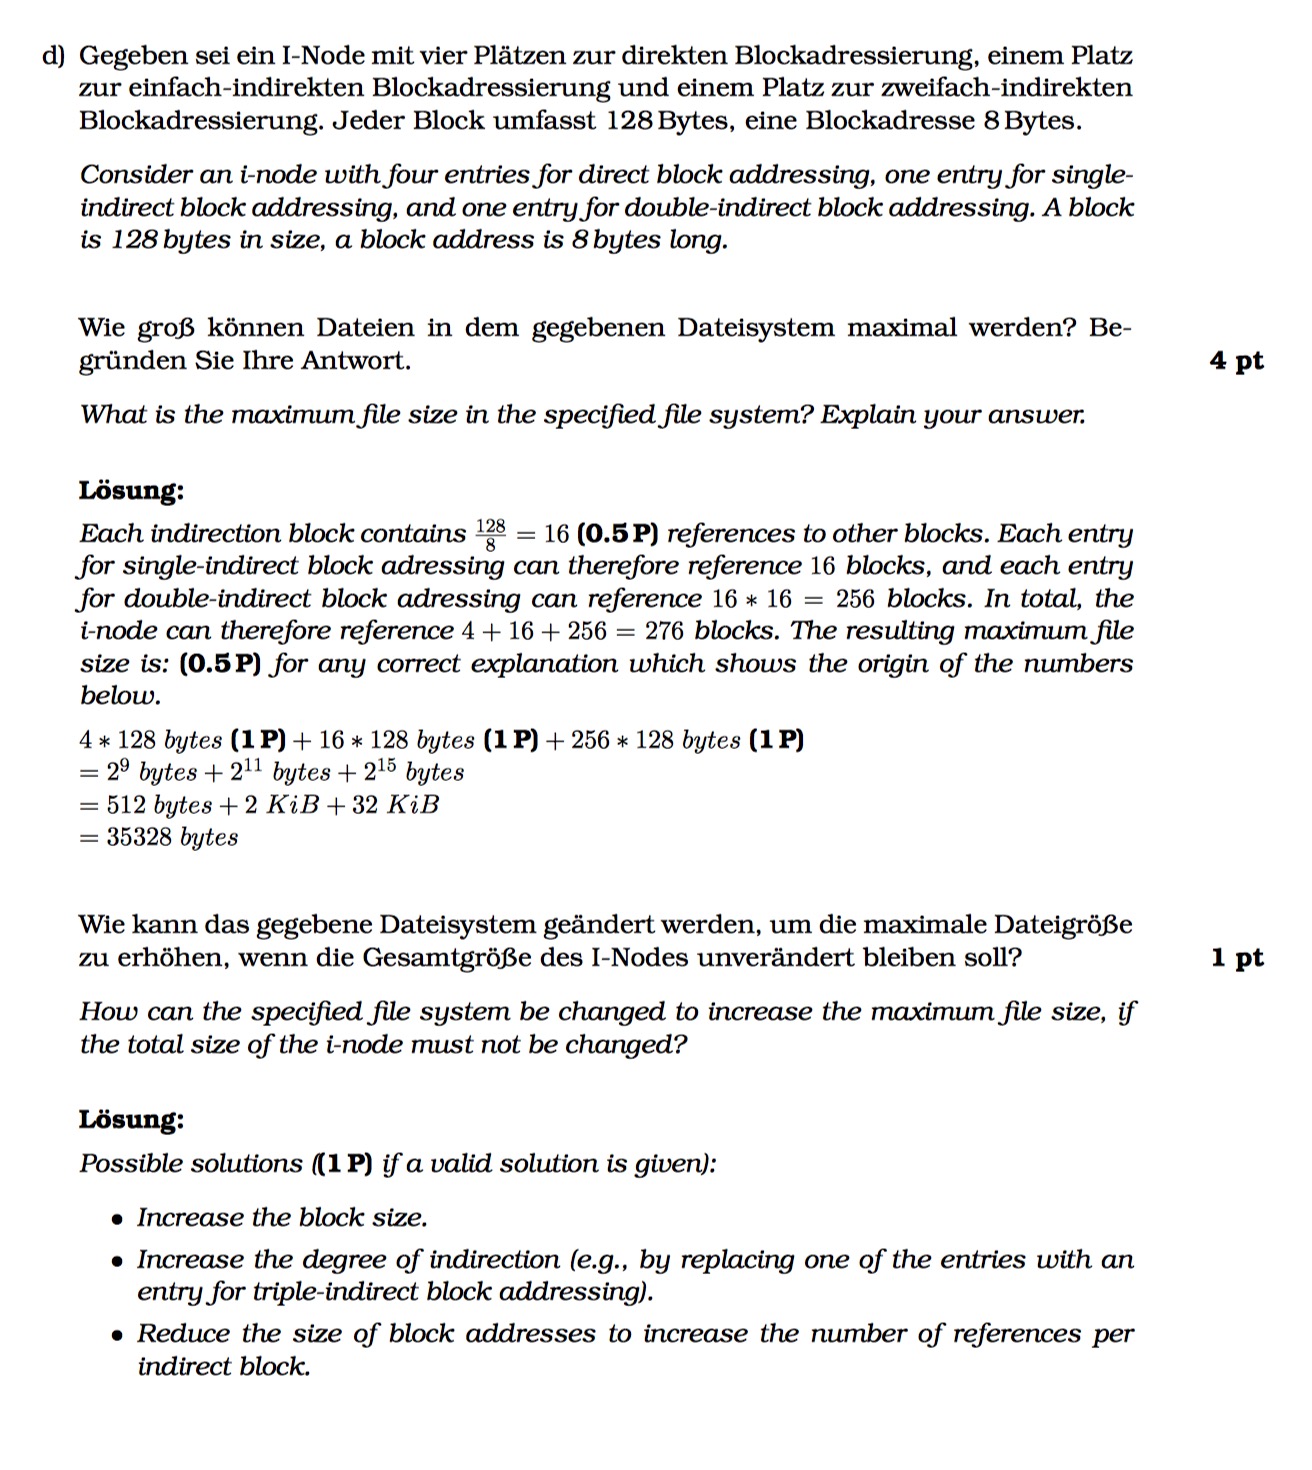 d) Gegeben sei ein I-Node mit vier Plätzen zur direkten Blockadressierung, einem Platz
zur einfach-indirekten Blockadressierung und einem Platz zur zweifach-indirekten
Blockadressierung. Jeder Block umfasst 128 Bytes, eine Blockadresse 8 Bytes.
Consider an i-node with four entries for direct block addressing, one entry for single-
indirect block addressing, and one entry for double-indirect block addressing. A block
is 128 bytes in size, a block address is 8 bytes long.
Wie groß können Dateien in dem gegebenen Dateisystem maximal werden? Be-
gründen Sie Ihre Antwort. 4 pt
What is the maximum file size in the specified file system? Explain your answer.
Lösung:
Each indirection block contains 128/8 = 16 (0.5 P) references to other blocks. Each entry
for single-indirect block adressing can therefore reference 16 blocks, and each entry
for double-indirect block adressing can reference 16 ∗ 16 = 256 blocks. In total, the
i-node can therefore reference 4 + 16 + 256 = 276 blocks. The resulting maximum file
size is: (0.5 P) for any correct explanation which shows the origin of the numbers
below.
4 ∗ 128 bytes (1 P) + 16 ∗ 128 bytes (1 P) + 256 ∗ 128 bytes (1 P)
= 2⁹ bytes + 2¹¹ bytes + 2¹⁵ bytes
= 512 bytes + 2 KiB + 32 KiB
= 35328 bytes
Wie kann das gegebene Dateisystem geändert werden, um die maximale Dateigröße
zu erhöhen, wenn die Gesamtgröße des I-Nodes unverändert bleiben soll? 1 pt
How can the specified file system be changed to increase the maximum file size, if
the total size of the i-node must not be changed?
Lösung:
Possible solutions ((1 P) if a valid solution is given):
• Increase the block size.
• Increase the degree of indirection (e.g., by replacing one of the entries with an
entry for triple-indirect block addressing).
• Reduce the size of block addresses to increase the number of references per
indirect block.